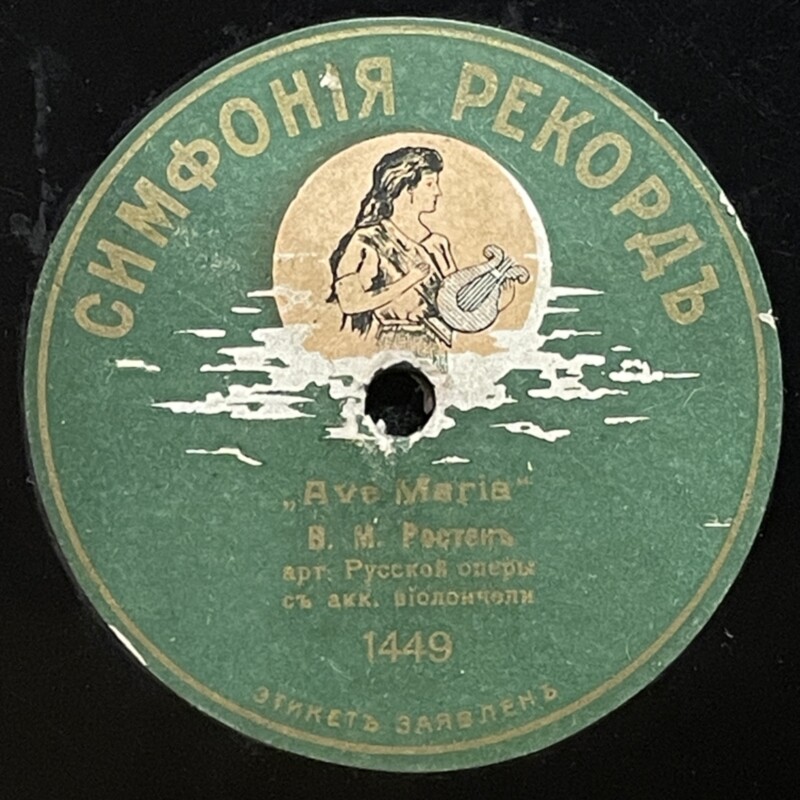 СИМФОНІЯ РЕКОРДЪ
„Ave Maria“
В. М. Ростенъ
арт. Русской оперы
съ акк. віолончели
1449
ЭТИКЕТЪ ЗАЯВЛЕНЪ